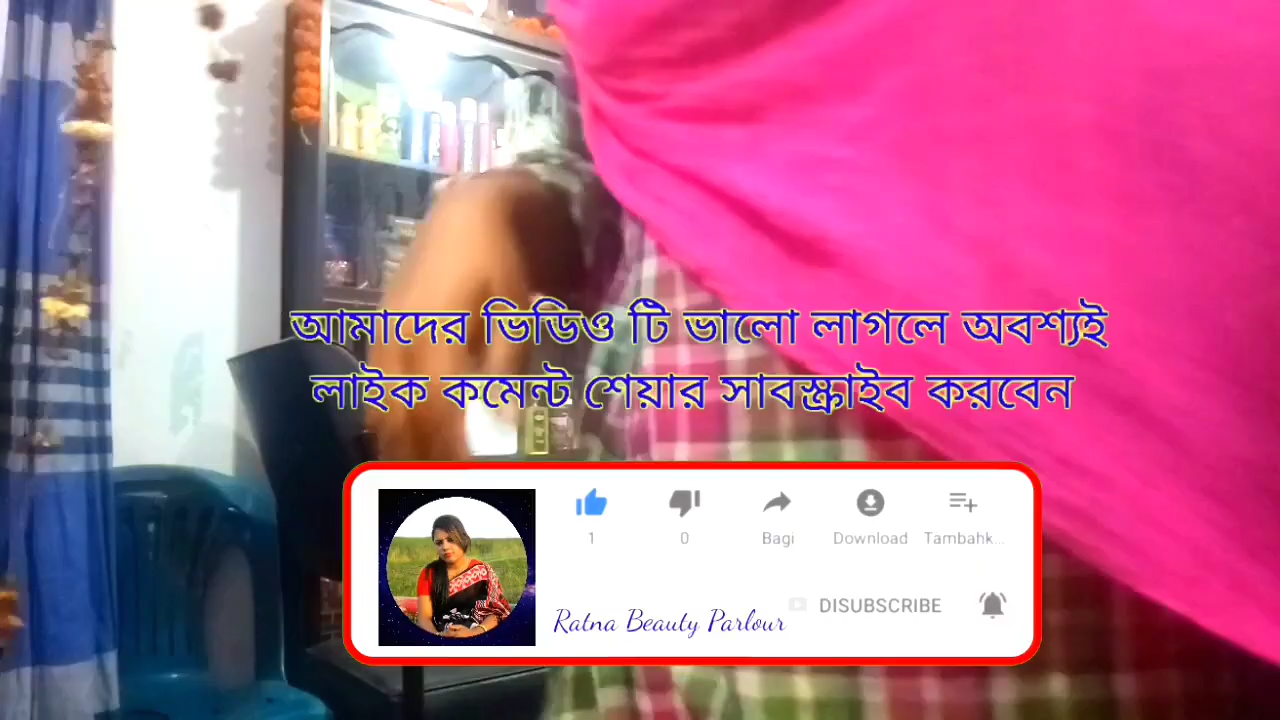 আমাদের ভিডিও টি ভালো লাগলে অবশ্যই
লাইক কমেন্ট শেয়ার সাবস্ক্রাইব করবেন
1 0 Bagi Download Tambahk...
Ratna Beauty Parlour DISUBSCRIBE